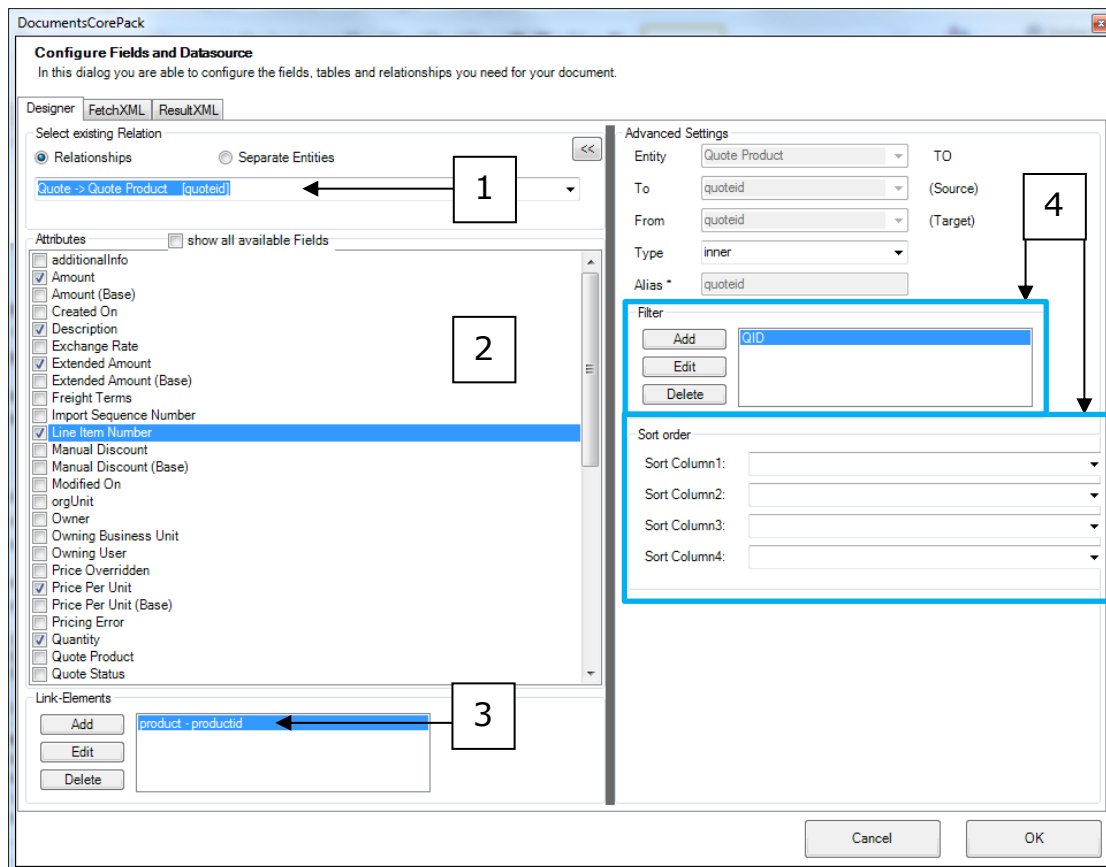 DocumentsCorePack
Configure Fields and Datasource
In this dialog you are able to configure the fields, tables and relationships you need for your document.
Designer FetchXML ResultXML
Select existing Relation
<<
Relationships Separate Entities
Quote -> Quote Product [quoteid]
1
Attributes show all available Fields
additionalInfo
Amount
Amount (Base)
Created On
Description
Exchange Rate
Extended Amount
Extended Amount (Base)
Freight Terms
Import Sequence Number
Line Item Number
Manual Discount
Manual Discount (Base)
Modified On
orgUnit
Owner
Owning Business Unit
Owning User
Price Overridden
Price Per Unit
Price Per Unit (Base)
Pricing Error
Quantity
Quote Product
Quote Status
2
Link-Elements
Add product - productid
Edit
Delete
3
Advanced Settings
Entity Quote Product TO
To quoteid (Source)
From quoteid (Target)
Type inner
Alias * quoteid
4
Filter
Add QID
Edit
Delete
Sort order
Sort Column1:
Sort Column2:
Sort Column3:
Sort Column4:
Cancel OK